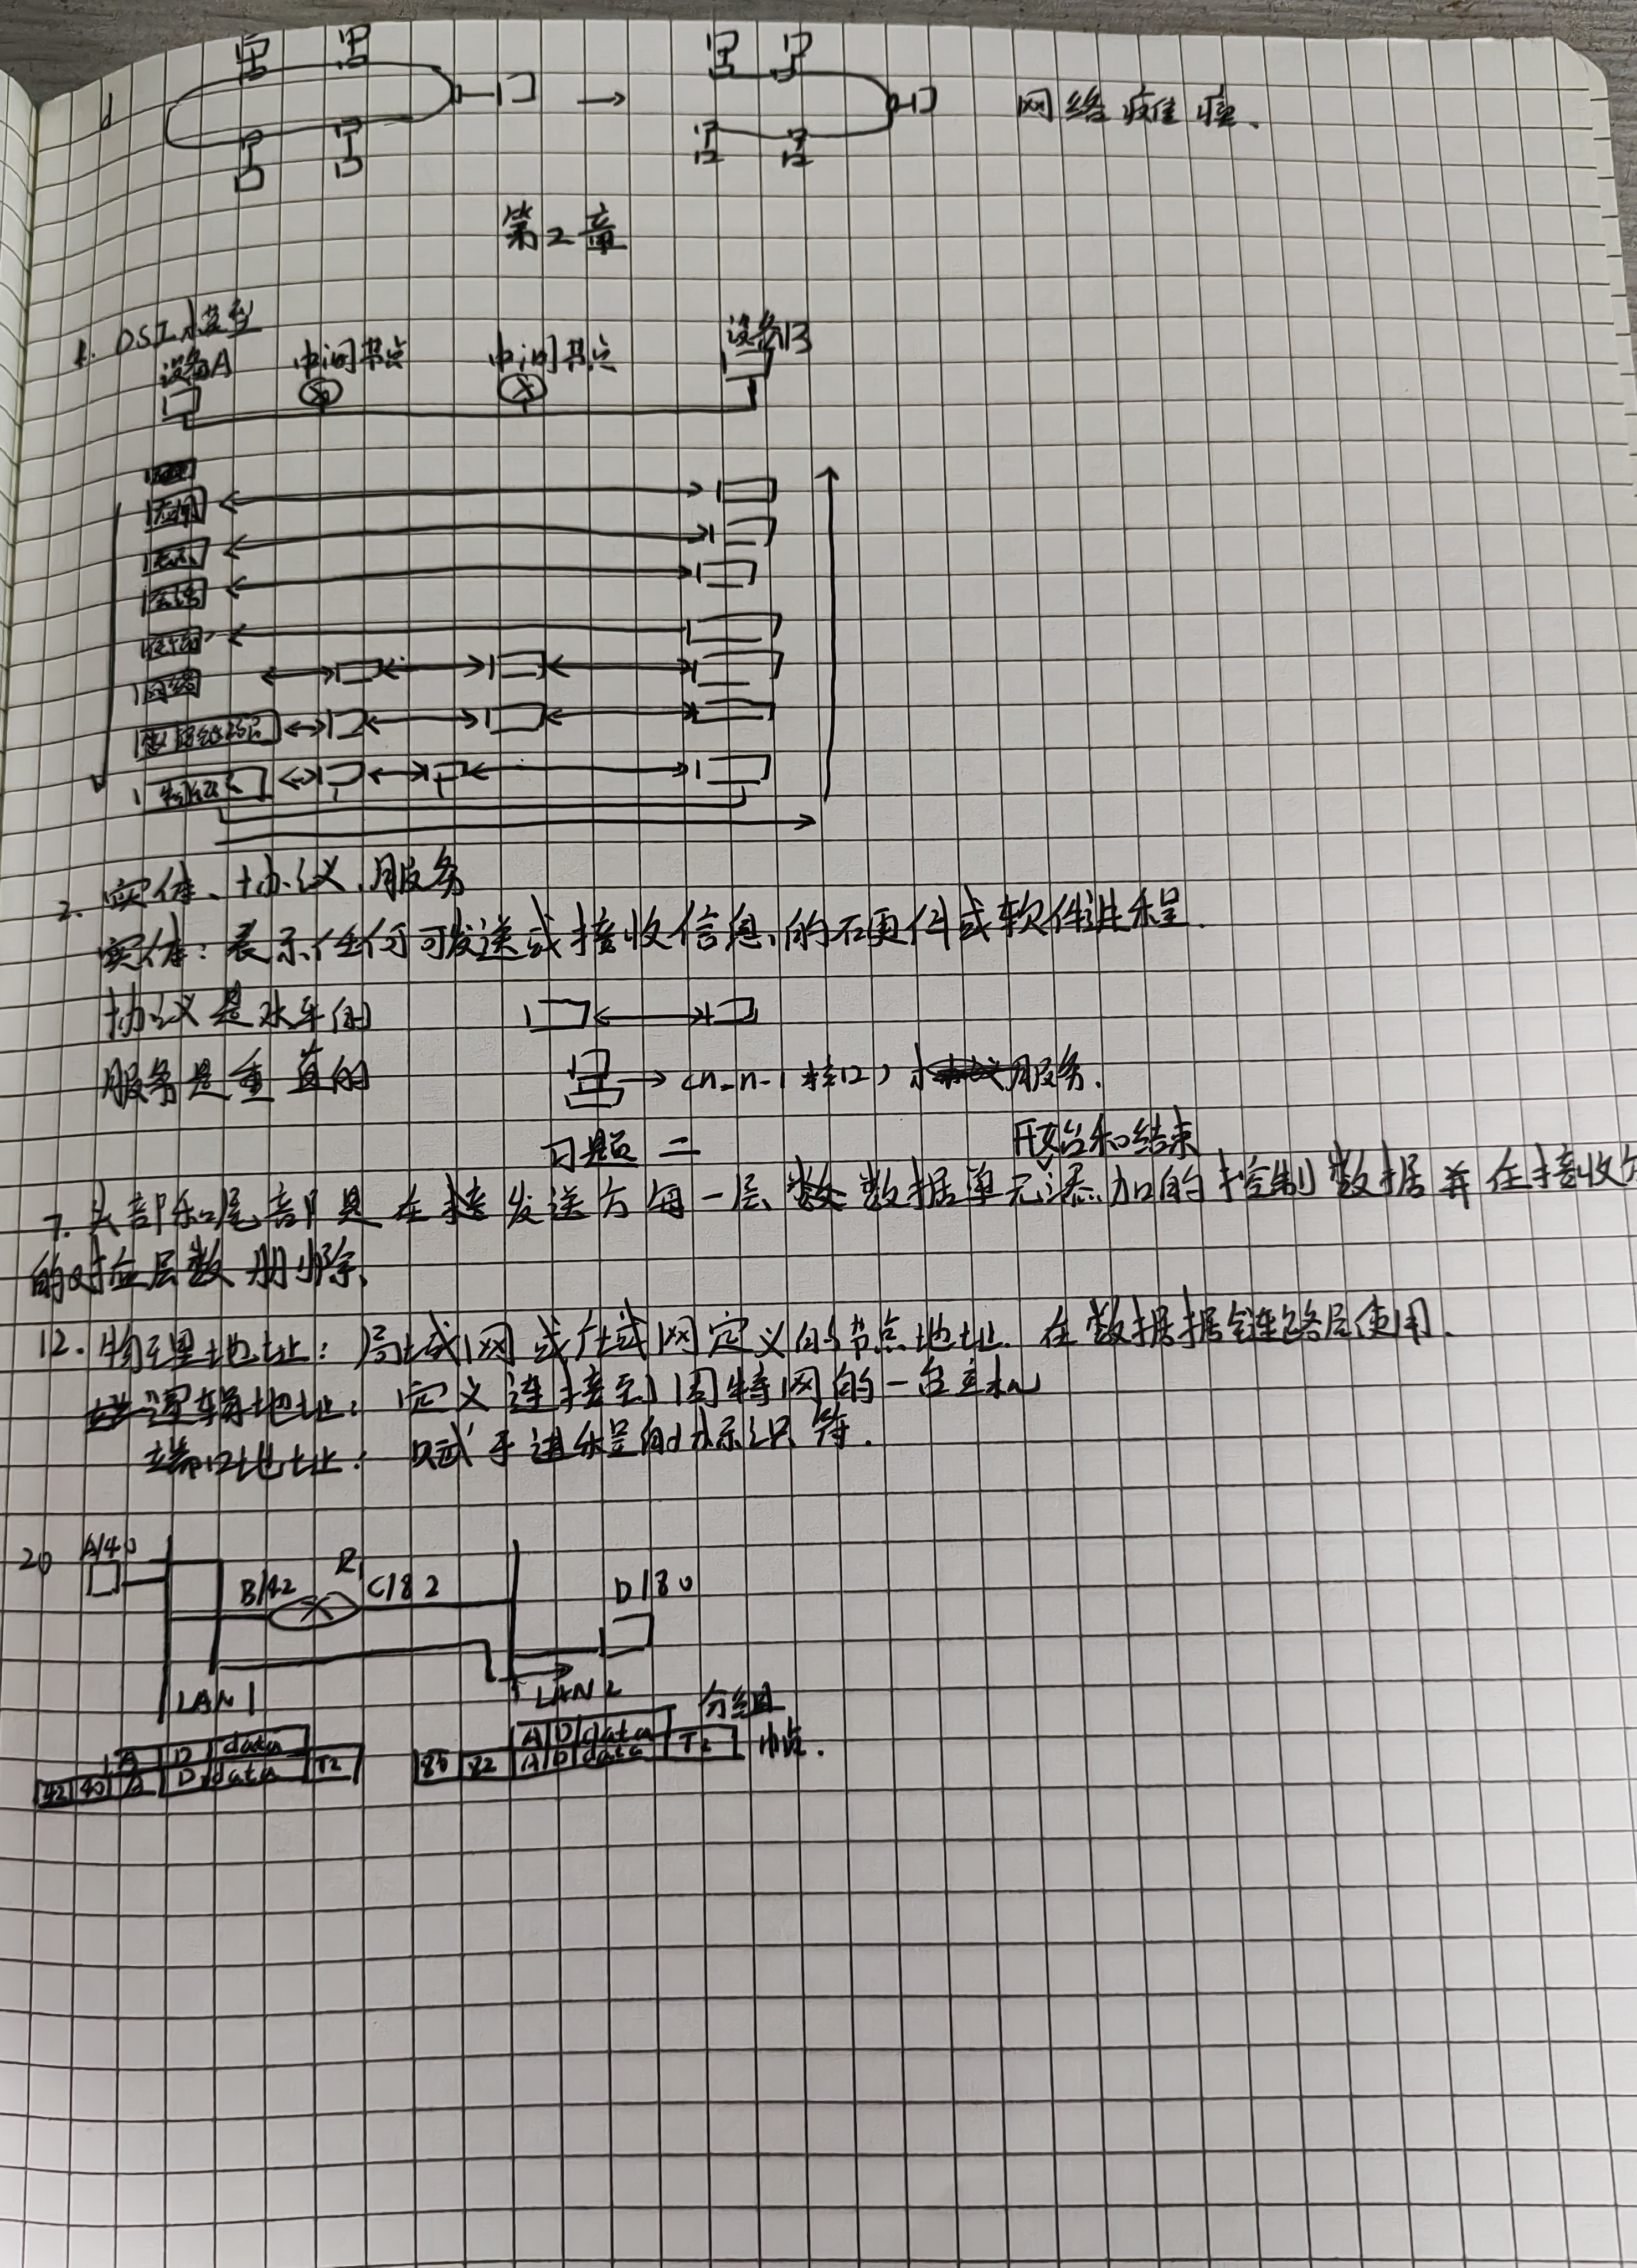 d
网络瘫痪、
第2章
1. OSI模型
设备A 中间节点 中间节点 设备B
应用
表示
会话
传输
网络
数据链路层
物理
2. 实体、协议、服务
实体：表示任何可发送或接收信息的硬件或软件进程.
协议是水平的
服务是垂直的
→ <n_n-1接口> 服务.
习题二
开始和结束
7. 头部和尾部是在发送方每一层数据单元添加的控制数据并在接收方
的对应层数删除.
12. 物理地址：局域网或广域网定义的节点地址. 在数据据链路层使用.
逻辑地址：定义连接到因特网的一台主机
端口地址：赋予进程的标识符.
20 A/40
B/42 R1 C/82 D/80
LAN1 LAN2
A D data A D data 分组
42 40 A D data T2 80 82 A D data T2 帧.